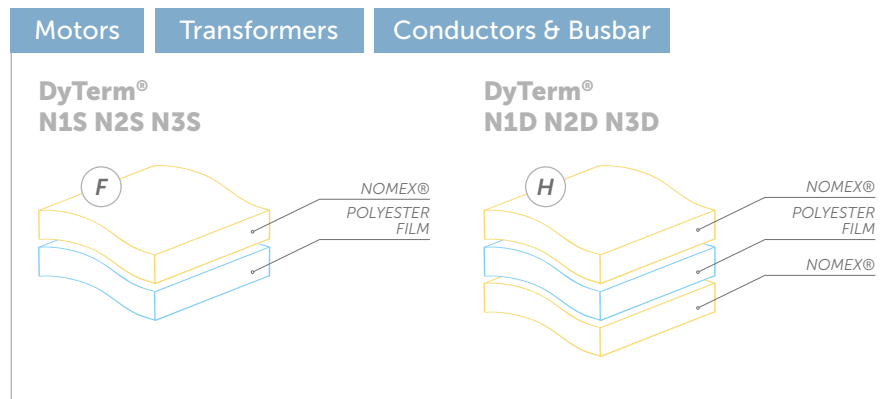 Motors
Transformers
Conductors & Busbar
DyTerm®
N1S N2S N3S
F
NOMEX®
POLYESTER
FILM
DyTerm®
N1D N2D N3D
H
NOMEX®
POLYESTER
FILM
NOMEX®